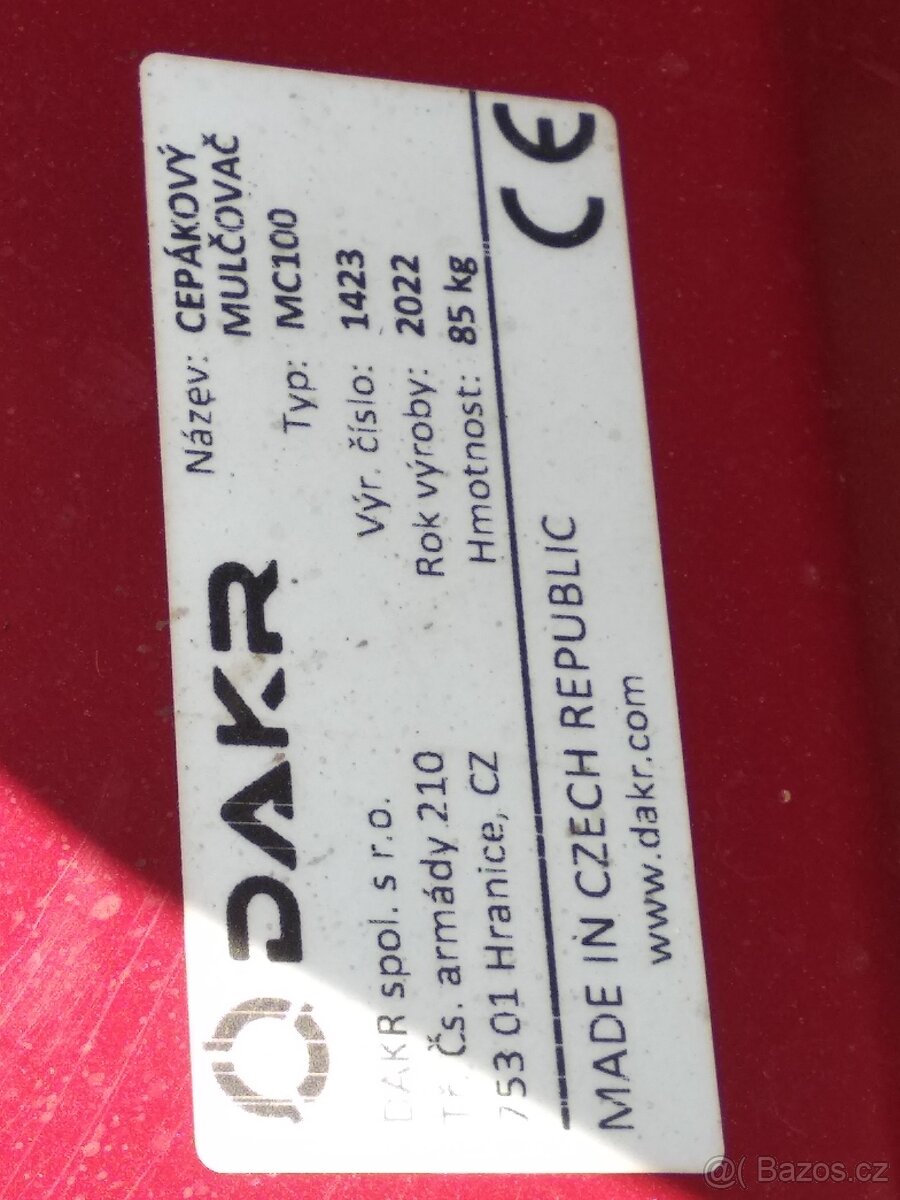 DAKR
DAKR spol. s r.o.
Tř. Čs. armády 210
753 01 Hranice, CZ
Název: CEPÁKOVÝ
MULČOVAČ
Typ: MC100
Výr. číslo: 1423
Rok výroby: 2022
Hmotnost: 85 kg
MADE IN CZECH REPUBLIC
www.dakr.com
CE
@( Bazos.cz